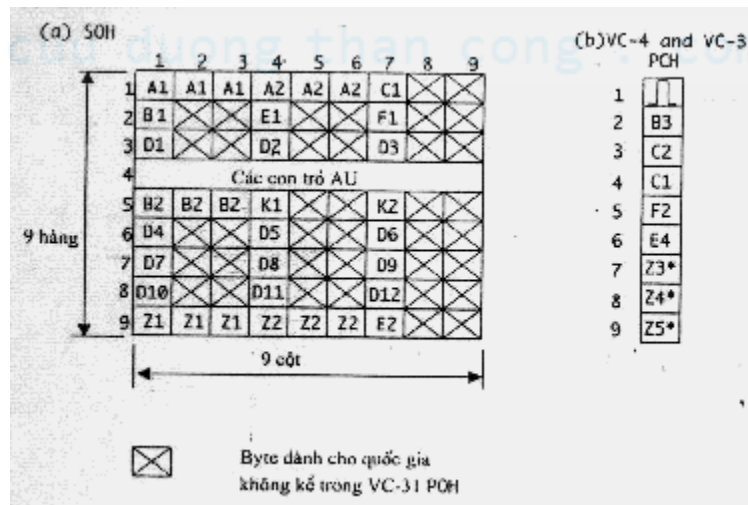 cuu duong than cong . com
(a) SOH
(b)VC-4 and VC-3
PCH
1 2 3 4 5 6 7 8 9
1 A1 A1 A1 A2 A2 A2 C1
2 B1 E1 F1
3 D1 D2 D3
4 Các con trỏ AU
5 B2 B2 B2 K1 K2
6 D4 D5 D6
7 D7 D8 D9
8 D10 D11 D12
9 Z1 Z1 Z1 Z2 Z2 Z2 E2
9 hàng
9 cột
1
2 B3
3 C2
4 C1
5 F2
6 E4
7 Z3*
8 Z4*
9 Z5*
Byte dành cho quốc gia
không kể trong VC-31 POH